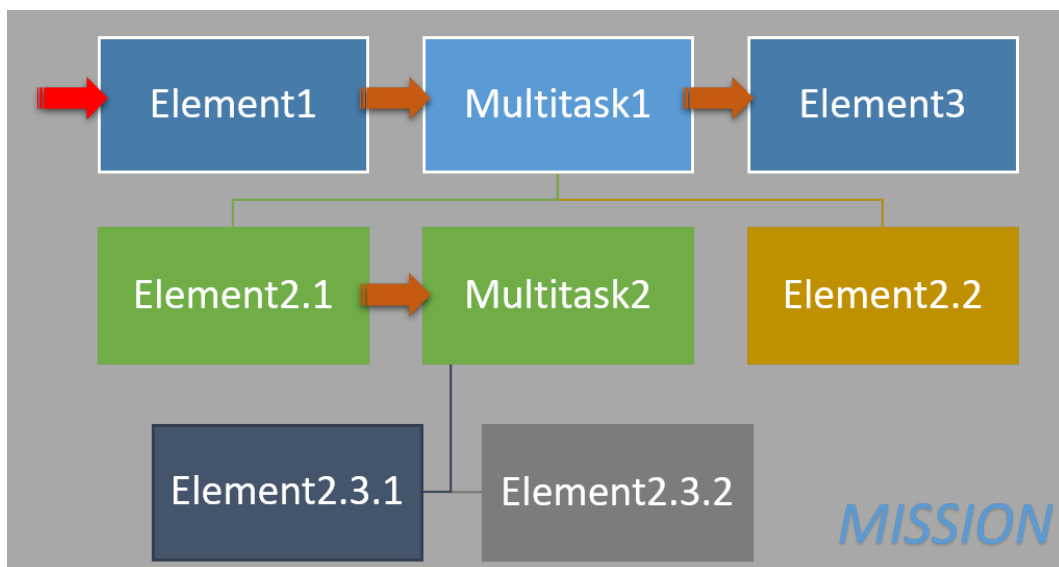 Element1
Multitask1
Element3
Element2.1
Multitask2
Element2.2
Element2.3.1
Element2.3.2
MISSION